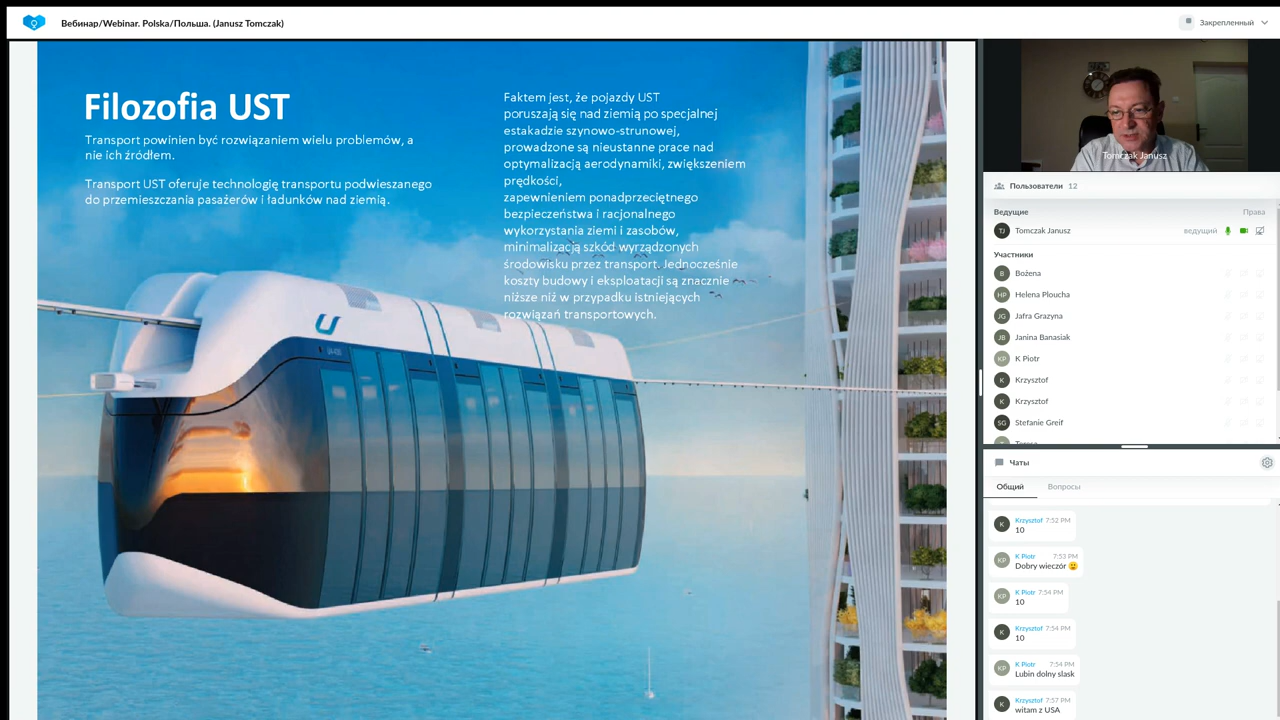 Вебинар/Webinar. Polska/Польша. (Janusz Tomczak)
Закрепленный
Filozofia UST
Transport powinien być rozwiązaniem wielu problemów, a
nie ich źródłem.
Transport UST oferuje technologię transportu podwieszanego
do przemieszczania pasażerów i ładunków nad ziemią.
Faktem jest, że pojazdy UST
poruszają się nad ziemią po specjalnej
estakadzie szynowo-strunowej,
prowadzone są nieustanne prace nad
optymalizacją aerodynamiki, zwiększeniem
prędkości,
zapewnieniem ponadprzeciętnego
bezpieczeństwa i racjonalnego
wykorzystania ziemi i zasobów,
minimalizacją szkód wyrządzonych
środowisku przez transport. Jednocześnie
koszty budowy i eksploatacji są znacznie
niższe niż w przypadku istniejących
rozwiązań transportowych.
Tomczak Janusz
Пользователи 12
Ведущие Права
TJ Tomczak Janusz ведущий
Участники
B Bożena
HP Helena Ploucha
JG Jafra Grazyna
JB Janina Banasiak
KP K Piotr
K Krzysztof
K Krzysztof
SG Stefanie Greif
Чаты
Общий Вопросы
K Krzysztof 7:52 PM
10
KP K Piotr 7:53 PM
Dobry wieczór 🙂
KP K Piotr 7:54 PM
10
K Krzysztof 7:54 PM
10
KP K Piotr 7:54 PM
Lubin dolny slask
K Krzysztof 7:57 PM
witam z USA